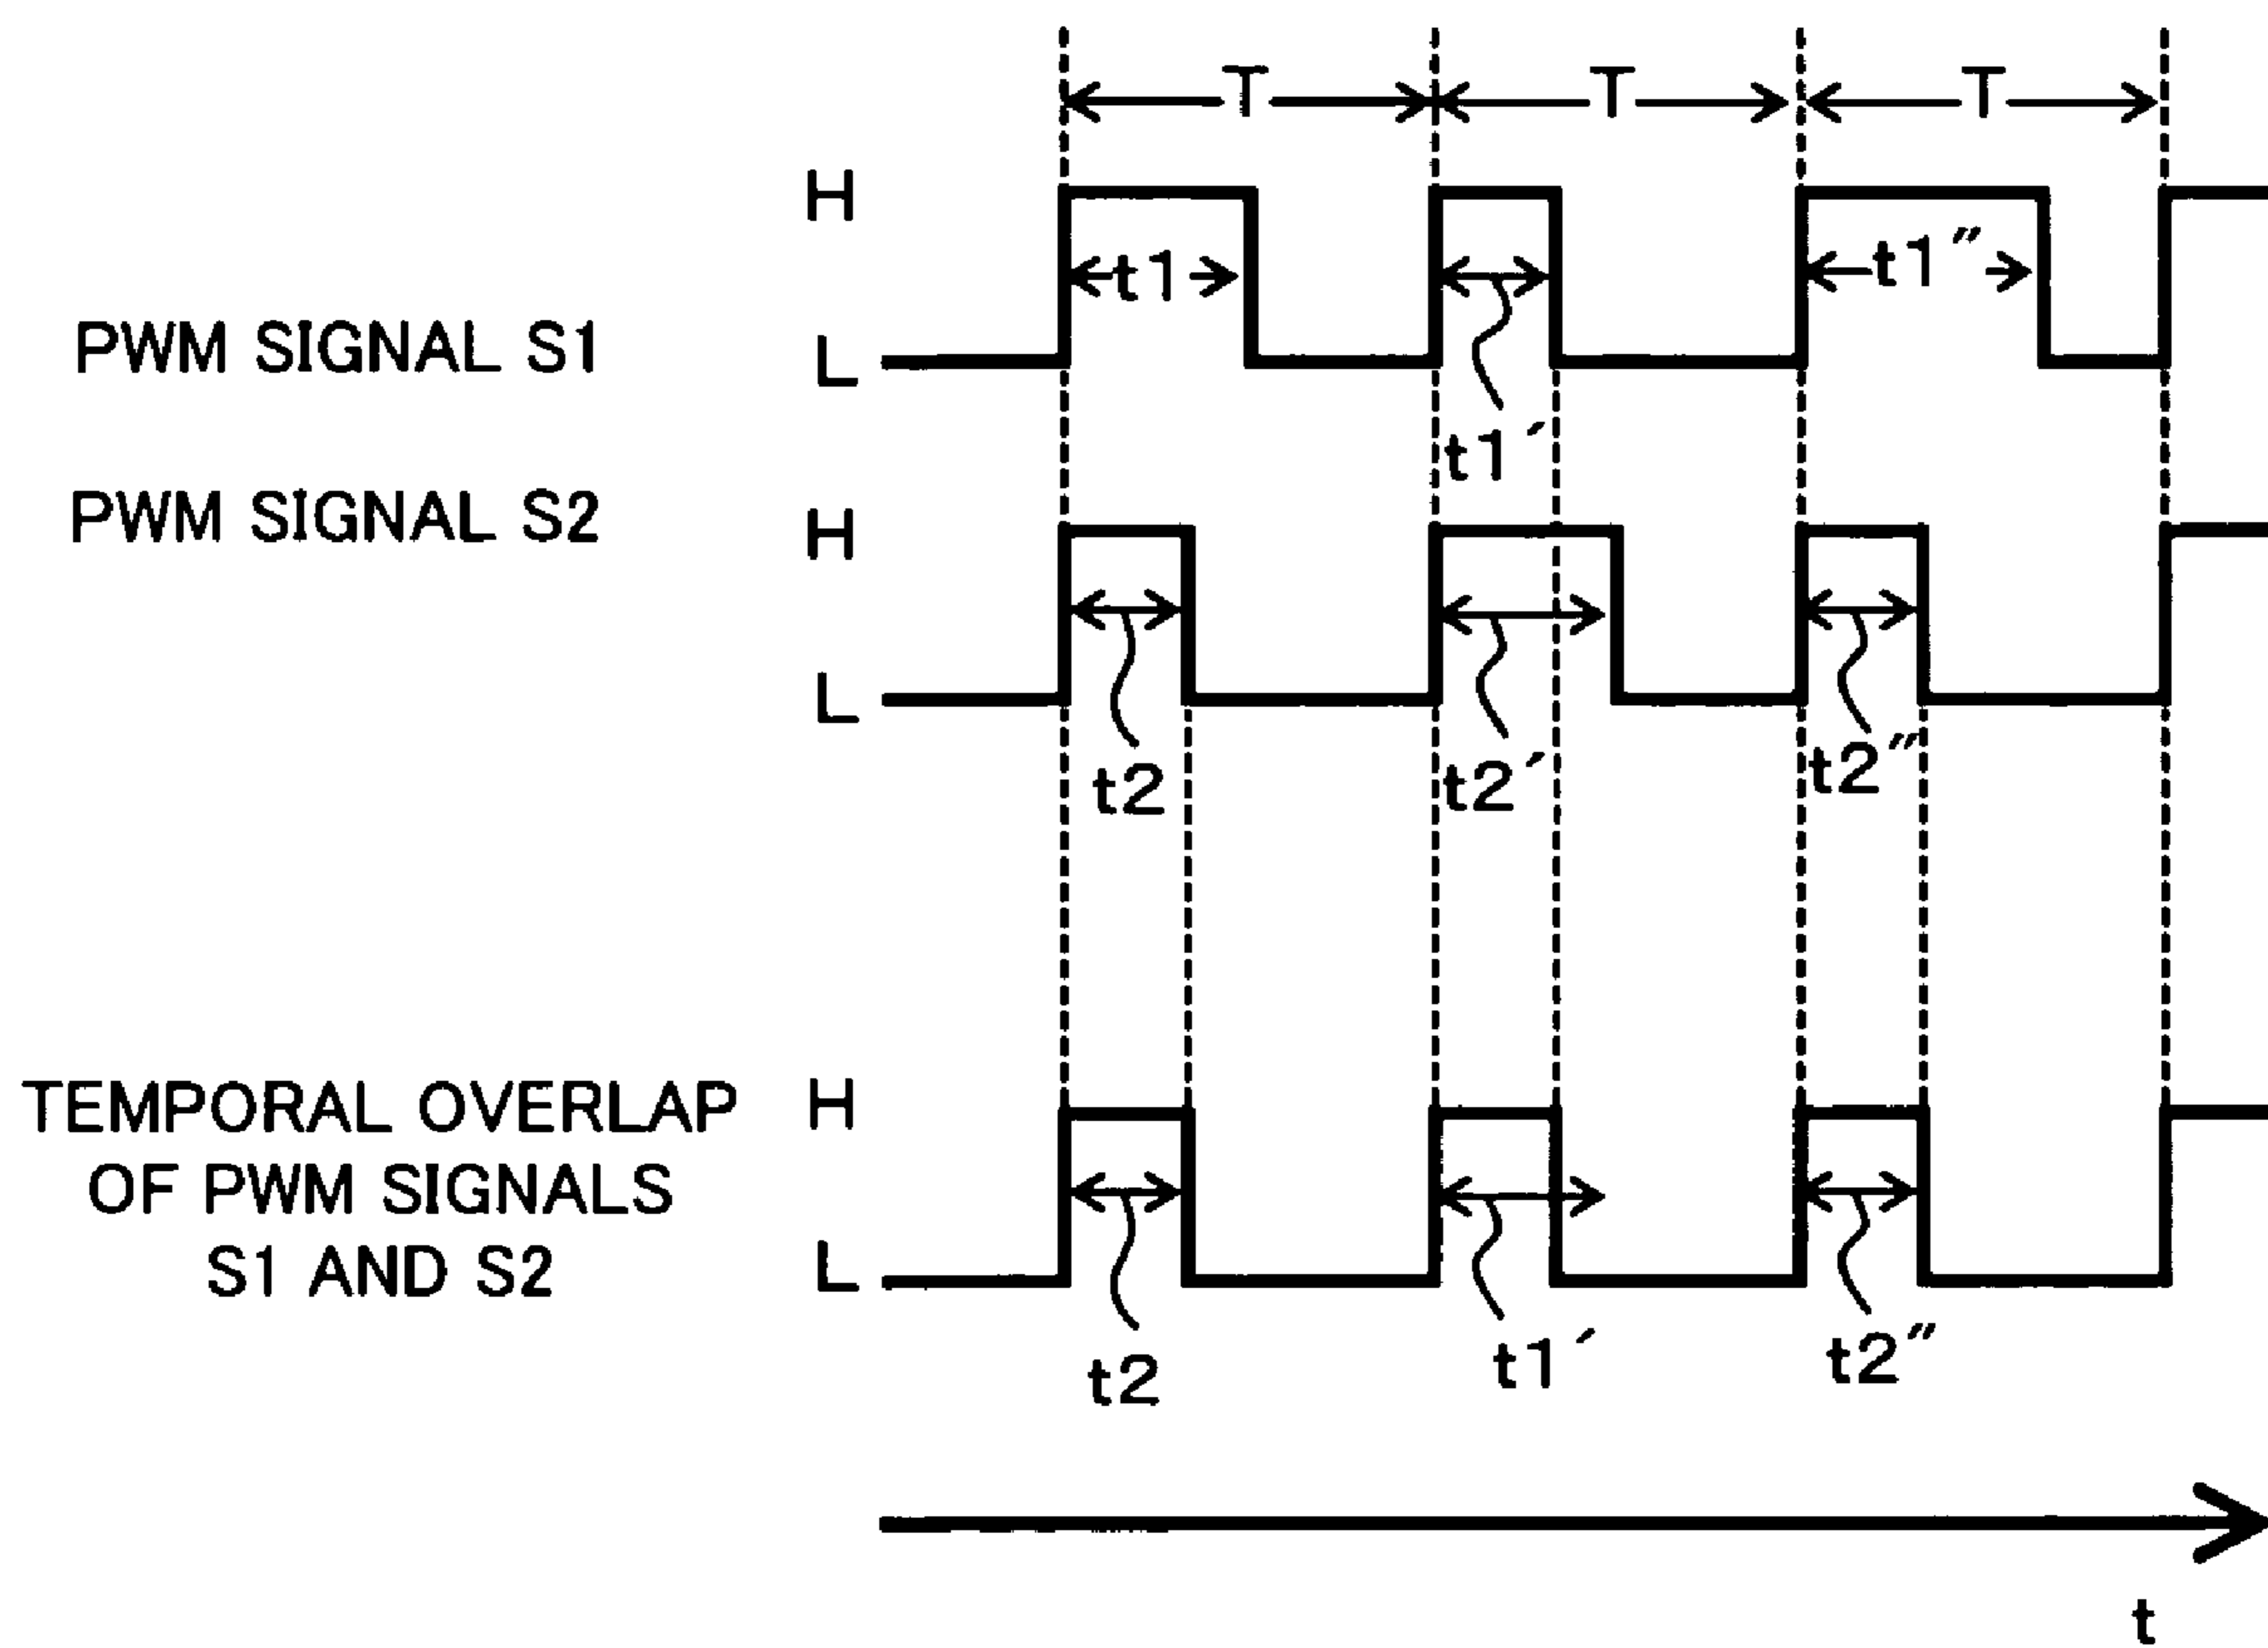 T T T
H
t1 t1″
PWM SIGNAL S1
L
t1′
PWM SIGNAL S2
H
L
t2 t2′ t2″
TEMPORAL OVERLAP
OF PWM SIGNALS
S1 AND S2
H
L
t2 t1′ t2″
t